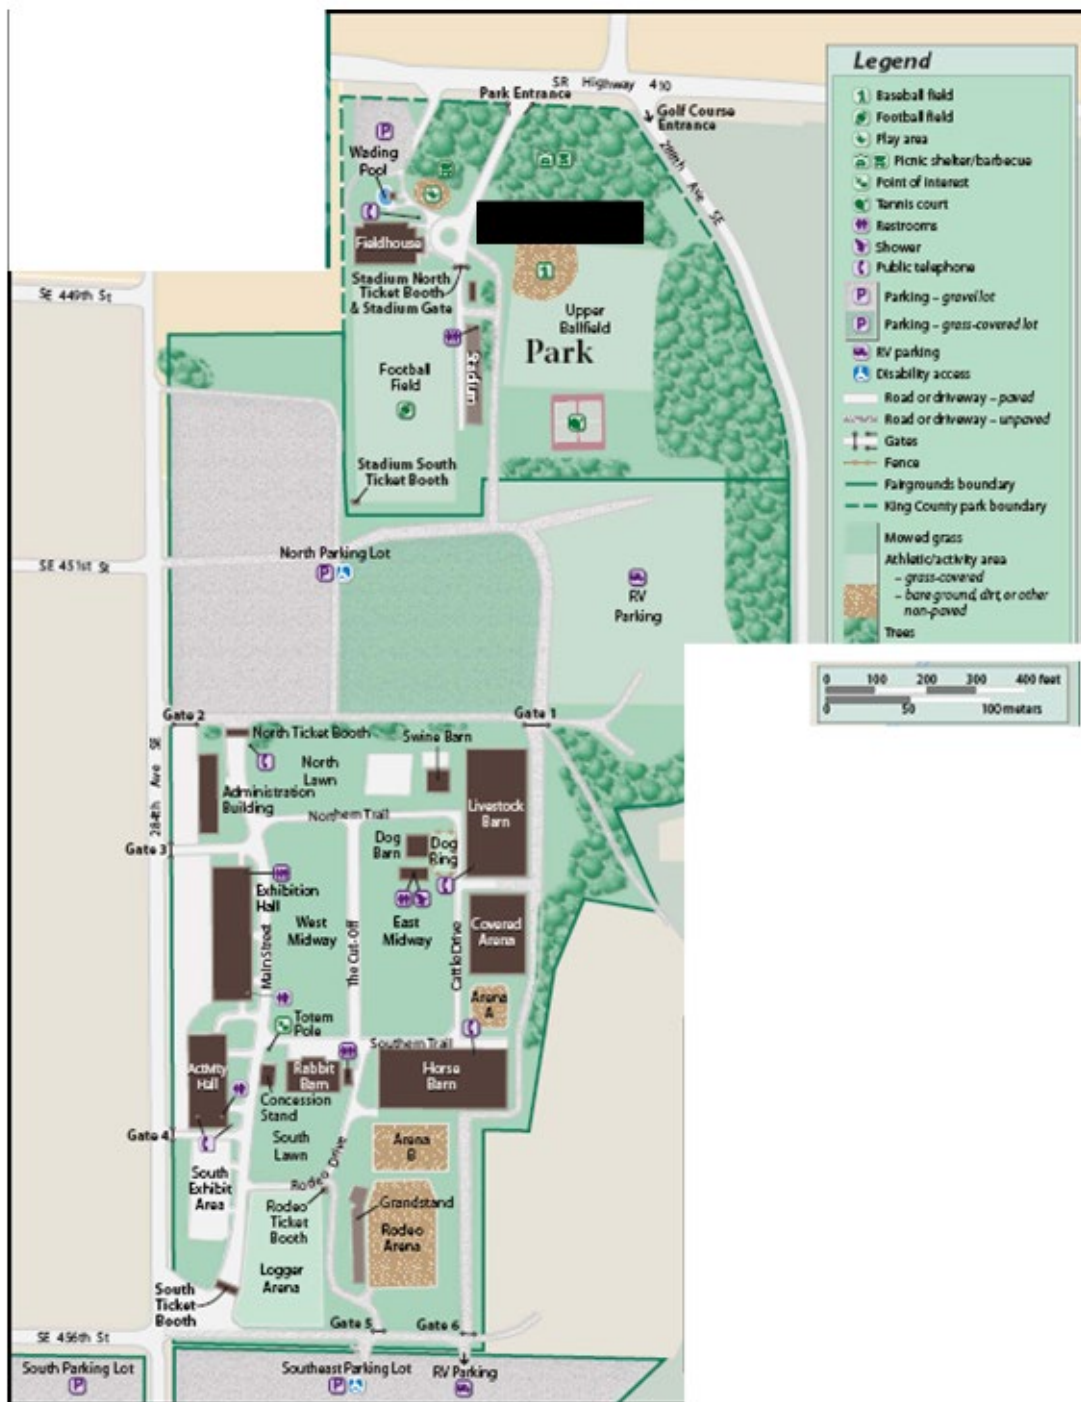 Legend
Baseball field
Football field
Play area
Picnic shelter/barbecue
Point of interest
Tennis court
Restrooms
Shower
Public telephone
P Parking – gravel lot
P Parking – grass-covered lot
RV parking
Disability access
Road or driveway – paved
Road or driveway – unpaved
Gates
Fence
Fairgrounds boundary
King County park boundary
Mowed grass
Athletic/activity area
– grass-covered
– bare ground, dirt, or other
non-paved
Trees
0 100 200 300 400 feet
0 50 100 meters
SR Highway 410
Park Entrance
Golf Course
Entrance
288th Ave SE
P
Wading
Pool
Fieldhouse
Stadium North
Ticket Booth
& Stadium Gate
Upper
Ballfield
Park
Stadium
Football
Field
Stadium South
Ticket Booth
SE 449th St
SE 451st St
North Parking Lot
P
RV
Parking
Gate 2
Gate 1
North Ticket Booth
Swine Barn
284th Ave SE
North
Lawn
Administration
Building
Livestock
Barn
Northern Trail
Gate 3
Dog
Barn
Dog
Ring
Exhibition
Hall
West
Midway
East
Midway
Covered
Arena
Main Street
The Cut-Off
Cattle Drive
Arena
A
Totem
Pole
Southern Trail
Activity
Hall
Rabbit
Barn
Horse
Barn
Concession
Stand
Gate 4
South
Lawn
Arena
B
South
Exhibit
Area
Rodeo Drive
Rodeo
Ticket
Booth
Grandstand
Rodeo
Arena
Logger
Arena
South
Ticket
Booth
Gate 5
Gate 6
SE 456th St
South Parking Lot
P
Southeast Parking Lot
P
RV Parking